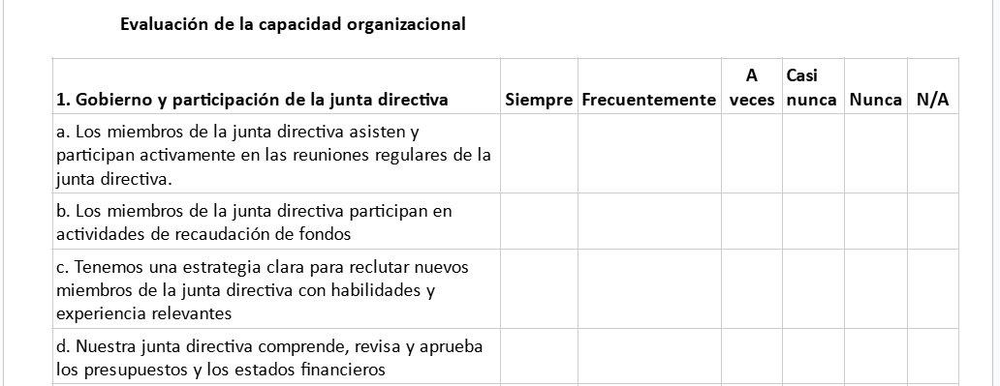 Evaluación de la capacidad organizacional
1. Gobierno y participación de la junta directiva Siempre Frecuentemente A veces Casi nunca Nunca N/A
a. Los miembros de la junta directiva asisten y
participan activamente en las reuniones regulares de la
junta directiva.
b. Los miembros de la junta directiva participan en
actividades de recaudación de fondos
c. Tenemos una estrategia clara para reclutar nuevos
miembros de la junta directiva con habilidades y
experiencia relevantes
d. Nuestra junta directiva comprende, revisa y aprueba
los presupuestos y los estados financieros